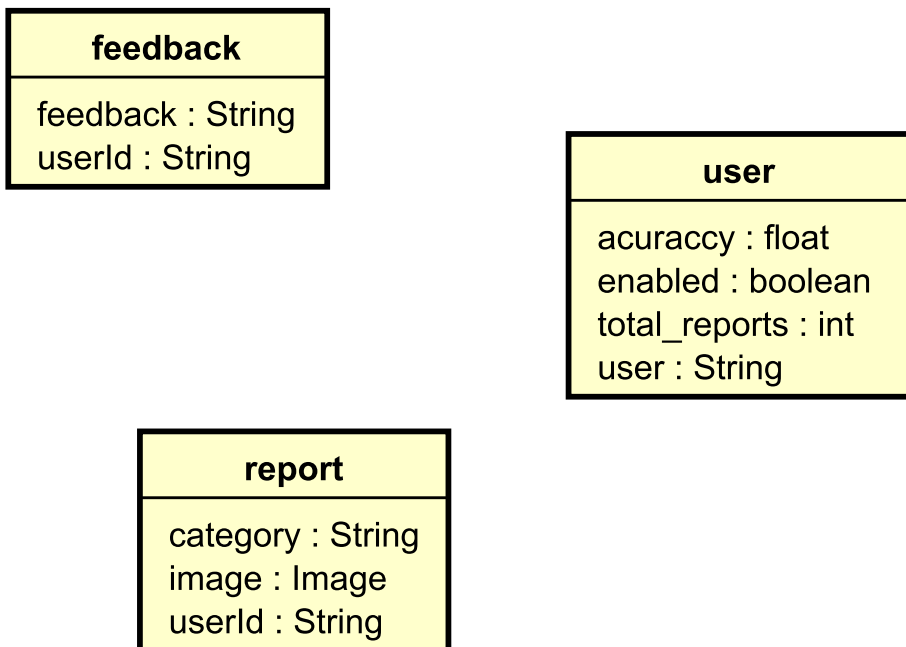 feedback
feedback : String
userId : String
user
acuraccy : float
enabled : boolean
total_reports : int
user : String
report
category : String
image : Image
userId : String